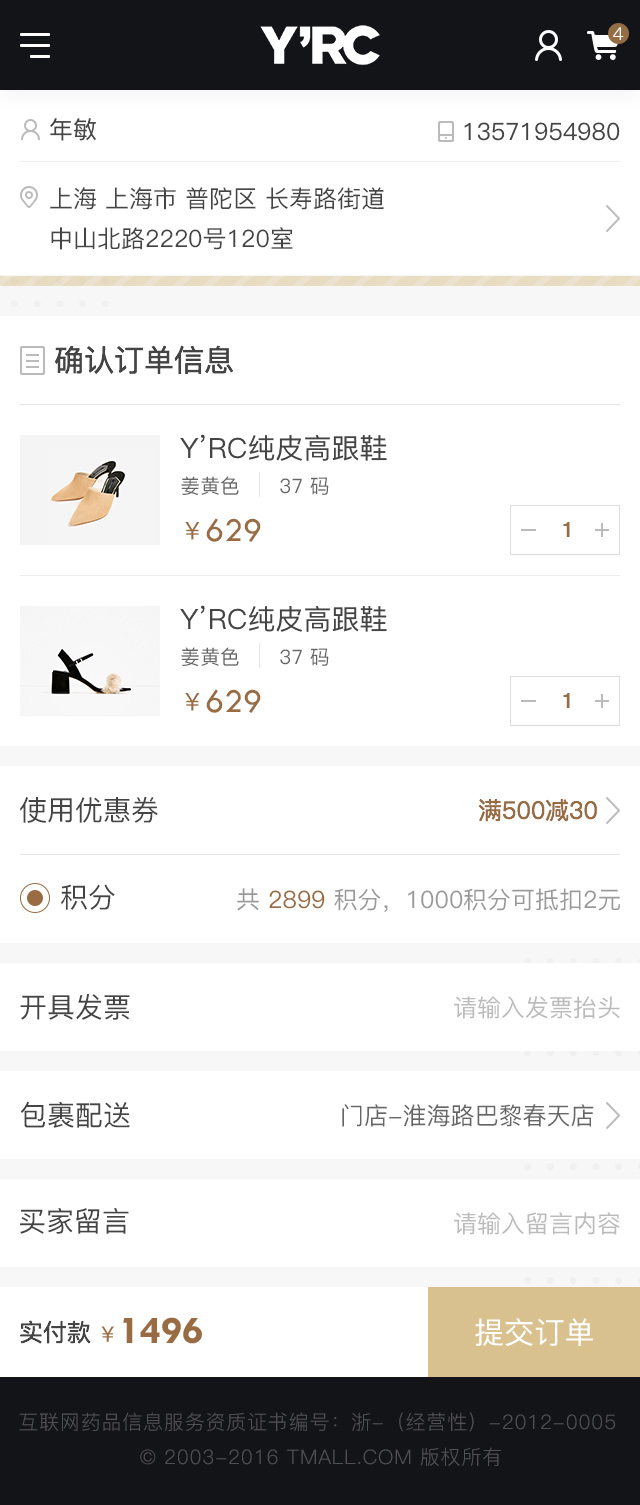 Y'RC
4
年敏
13571954980
上海 上海市 普陀区 长寿路街道
中山北路2220号120室
确认订单信息
Y'RC纯皮高跟鞋
姜黄色 37 码
¥629
1
Y'RC纯皮高跟鞋
姜黄色 37 码
¥629
1
使用优惠券
满500减30
积分
共 2899 积分，1000积分可抵扣2元
开具发票
请输入发票抬头
包裹配送
门店-淮海路巴黎春天店
买家留言
请输入留言内容
实付款 ¥1496
提交订单
互联网药品信息服务资质证书编号：浙-（经营性）-2012-0005
© 2003-2016 TMALL.COM 版权所有